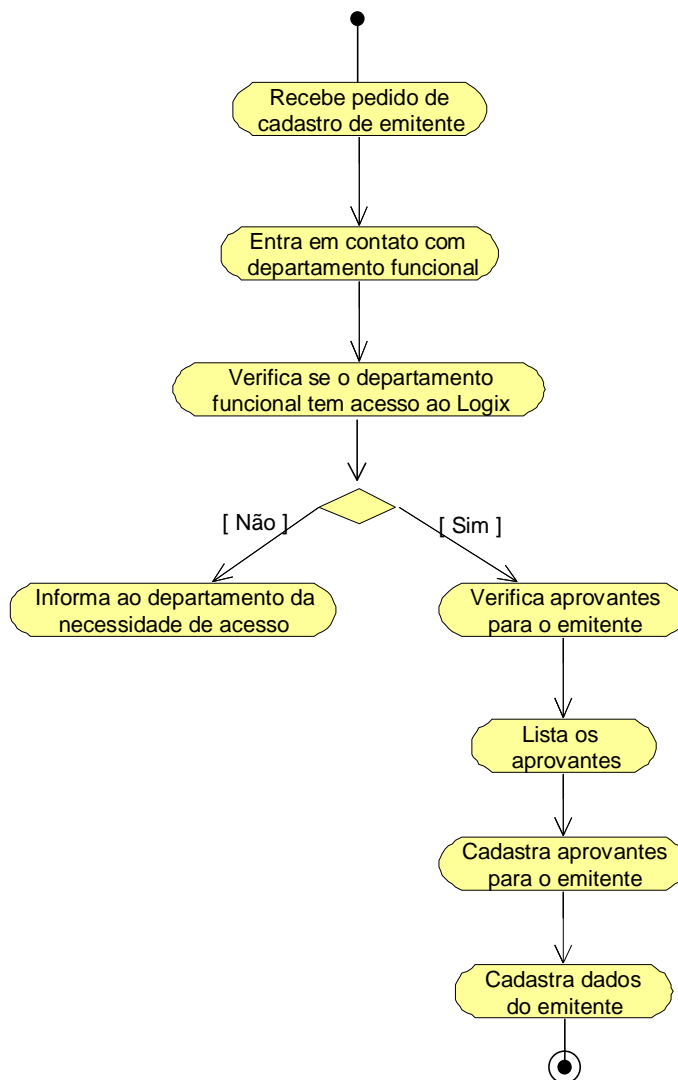 Recebe pedido de
cadastro de emitente
Entra em contato com
departamento funcional
Verifica se o departamento
funcional tem acesso ao Logix
[ Não ]
[ Sim ]
Informa ao departamento da
necessidade de acesso
Verifica aprovantes
para o emitente
Lista os
aprovantes
Cadastra aprovantes
para o emitente
Cadastra dados
do emitente